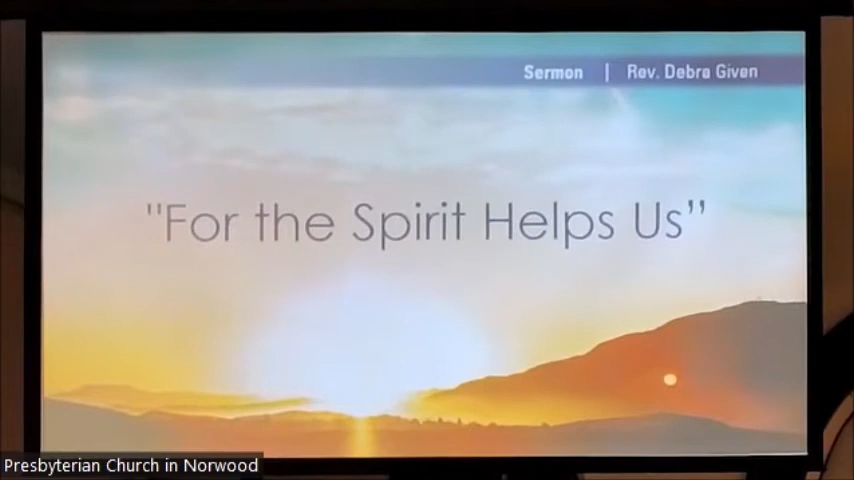 Sermon | Rev. Debra Given
"For the Spirit Helps Us”
Presbyterian Church in Norwood